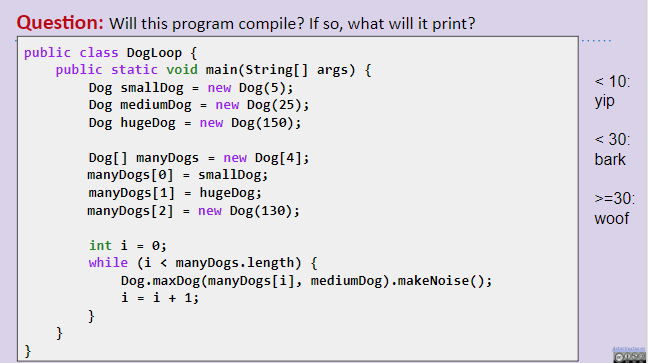 Question: Will this program compile? If so, what will it print?
public class DogLoop {
    public static void main(String[] args) {
        Dog smallDog = new Dog(5);
        Dog mediumDog = new Dog(25);
        Dog hugeDog = new Dog(150);

        Dog[] manyDogs = new Dog[4];
        manyDogs[0] = smallDog;
        manyDogs[1] = hugeDog;
        manyDogs[2] = new Dog(130);

        int i = 0;
        while (i < manyDogs.length) {
            Dog.maxDog(manyDogs[i], mediumDog).makeNoise();
            i = i + 1;
        }
    }
}
< 10:
yip
< 30:
bark
>=30:
woof